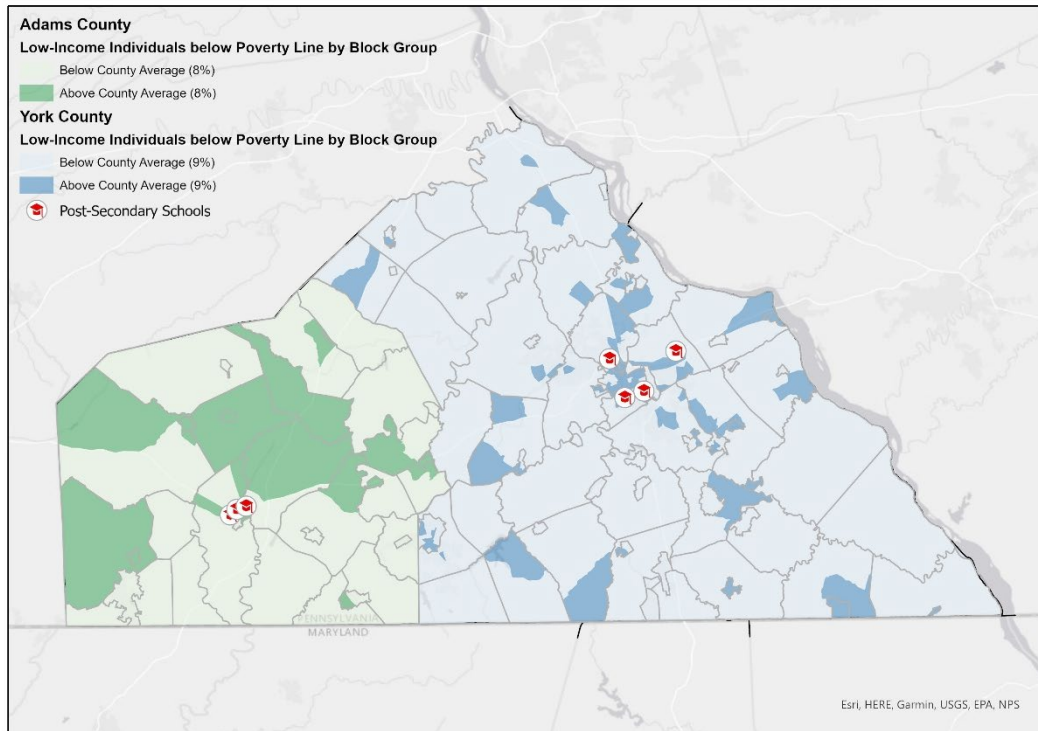 Adams County
Low-Income Individuals below Poverty Line by Block Group
Below County Average (8%)
Above County Average (8%)
York County
Low-Income Individuals below Poverty Line by Block Group
Below County Average (9%)
Above County Average (9%)
Post-Secondary Schools
PENNSYLVANIA
MARYLAND
Esri, HERE, Garmin, USGS, EPA, NPS